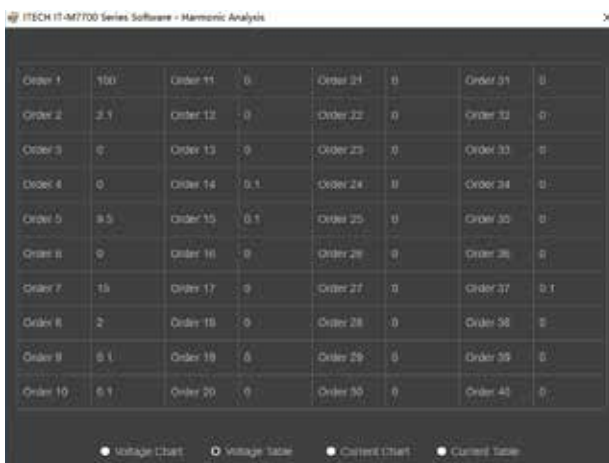 ITECH IT-M7700 Series Software - Harmonic Analysis
Order 1 100 Order 11 0 Order 21 0 Order 31 0
Order 2 2.1 Order 12 0 Order 22 0 Order 32 0
Order 3 0 Order 13 0 Order 23 0 Order 33 0
Order 4 0 Order 14 0.1 Order 24 0 Order 34 0
Order 5 9.5 Order 15 0.1 Order 25 0 Order 35 0
Order 6 0 Order 16 0 Order 26 0 Order 36 0
Order 7 15 Order 17 0 Order 27 0 Order 37 0.1
Order 8 2 Order 18 0 Order 28 0 Order 38 0
Order 9 0.1 Order 19 0 Order 29 0 Order 39 0
Order 10 0.1 Order 20 0 Order 30 0 Order 40 0
Voltage Chart Voltage Table Current Chart Current Table